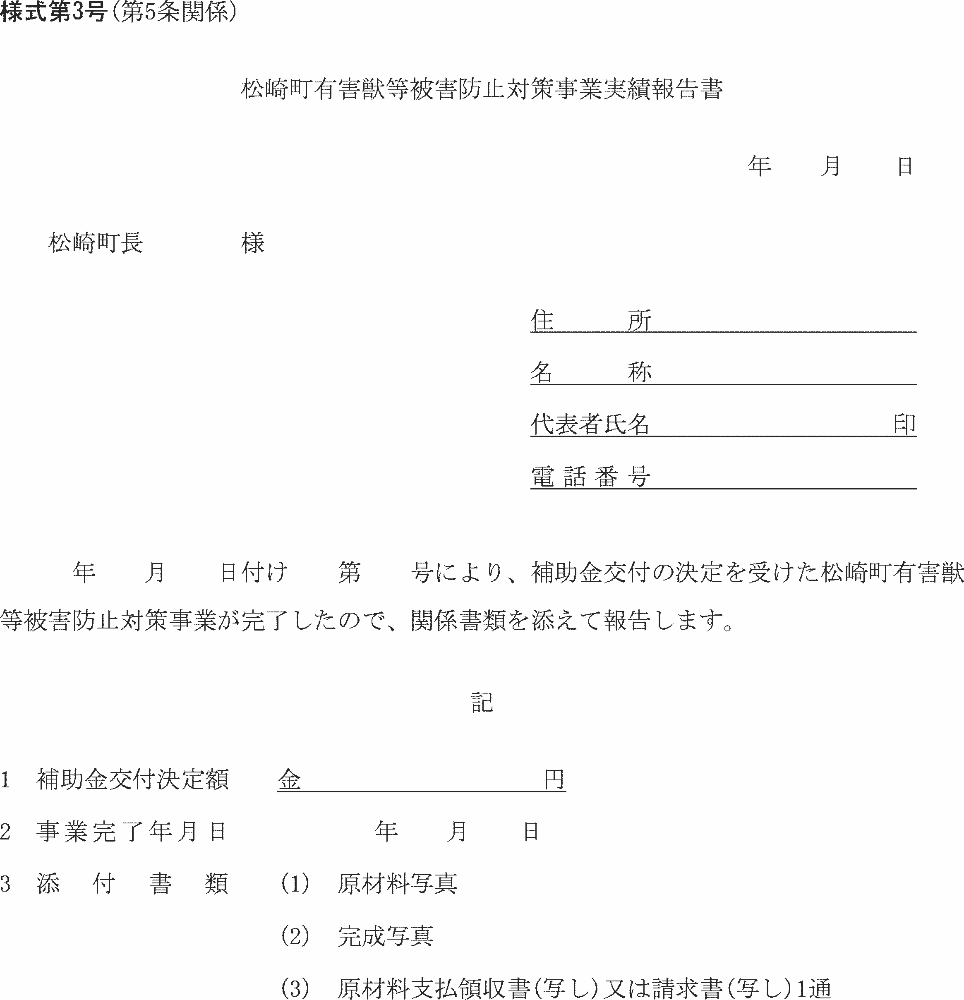 様式第3号(第5条関係)
松崎町有害獣等被害防止対策事業実績報告書
年　　月　　日
松崎町長　　　　様
住　　　所
名　　　称
代表者氏名　　　　　　　　　　印
電話番号
年　　月　　日付け　　第　　号により、補助金交付の決定を受けた松崎町有害獣
等被害防止対策事業が完了したので、関係書類を添えて報告します。
記
1　補助金交付決定額　　金　　　　　　　　　　円
2　事業完了年月日　　　　　　年　　月　　日
3　添付書類　　(1)　原材料写真
(2)　完成写真
(3)　原材料支払領収書(写し)又は請求書(写し)1通